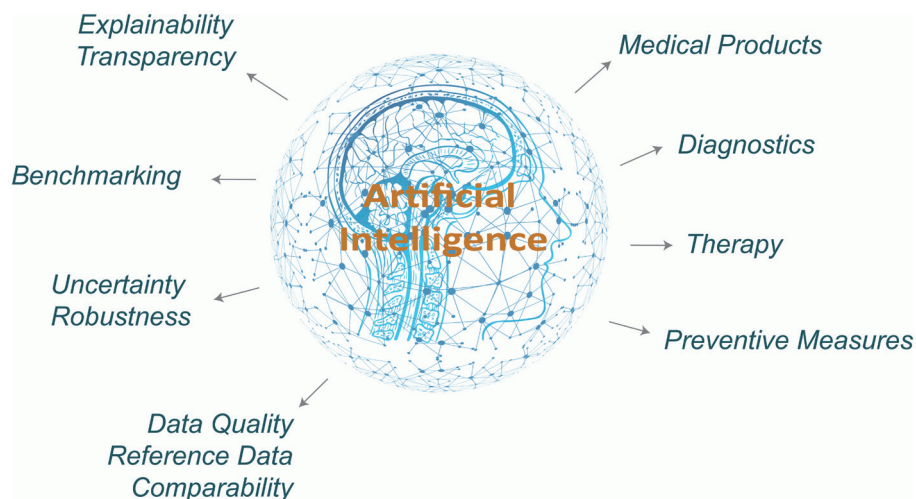 Explainability
Transparency
Medical Products
Benchmarking
Diagnostics
Artificial
Intelligence
Therapy
Uncertainty
Robustness
Preventive Measures
Data Quality
Reference Data
Comparability